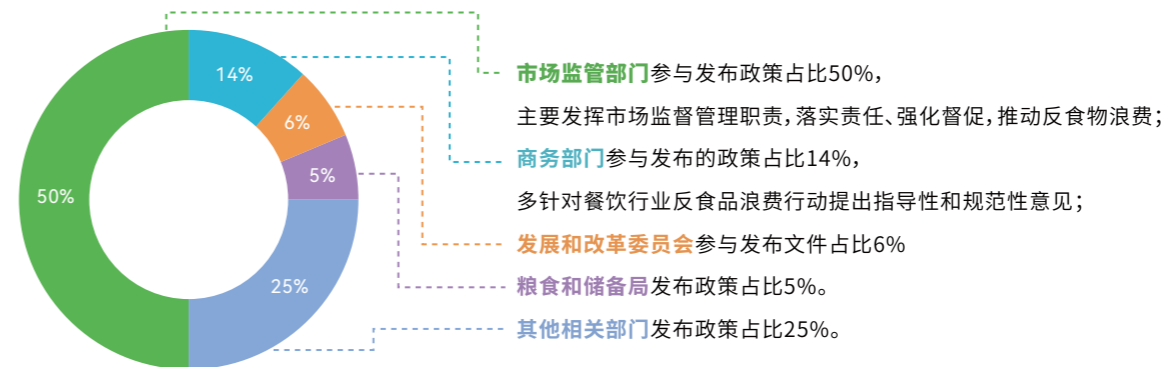 14%
6%
5%
50%
25%
市场监管部门参与发布政策占比50%，
主要发挥市场监督管理职责，落实责任、强化督促，推动反食物浪费；
商务部门参与发布的政策占比14%，
多针对餐饮行业反食品浪费行动提出指导性和规范性意见；
发展和改革委员会参与发布文件占比6%
粮食和储备局发布政策占比5%。
其他相关部门发布政策占比25%。